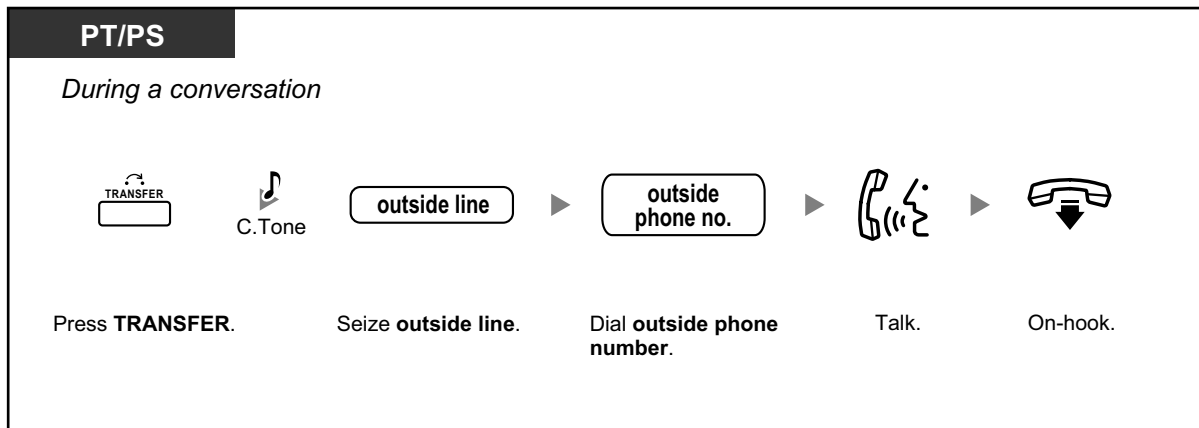 PT/PS
During a conversation
TRANSFER
C.Tone
outside line
outside
phone no.
Press TRANSFER.
Seize outside line.
Dial outside phone
number.
Talk.
On-hook.